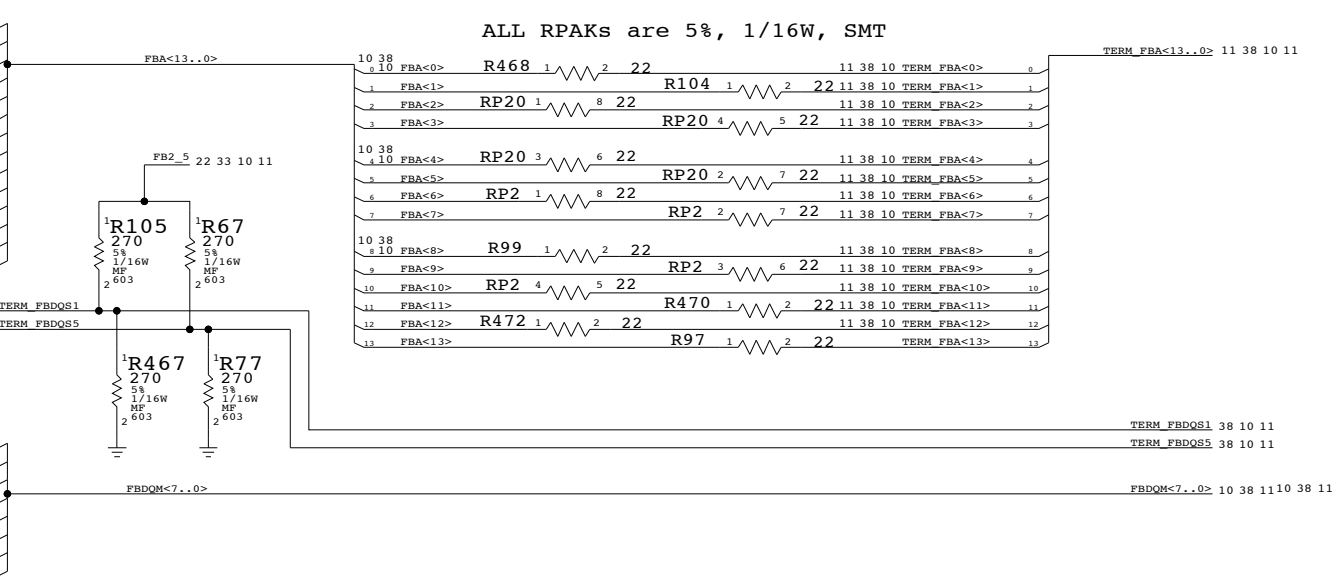 ALL RPAKs are 5%, 1/16W, SMT
FBA<13..0>
TERM_FBA<13..0> 11 38 10 11
10 38
0 10 FBA<0> R468 1 2 22 11 38 10 TERM_FBA<0> 0
1 FBA<1> R104 1 2 22 11 38 10 TERM_FBA<1> 1
2 FBA<2> RP20 1 8 22 11 38 10 TERM_FBA<2> 2
3 FBA<3> RP20 4 5 22 11 38 10 TERM_FBA<3> 3
10 38
4 10 FBA<4> RP20 3 6 22 11 38 10 TERM_FBA<4> 4
5 FBA<5> RP20 2 7 22 11 38 10 TERM_FBA<5> 5
6 FBA<6> RP2 1 8 22 11 38 10 TERM_FBA<6> 6
7 FBA<7> RP2 2 7 22 11 38 10 TERM_FBA<7> 7
10 38
8 10 FBA<8> R99 1 2 22 11 38 10 TERM_FBA<8> 8
9 FBA<9> RP2 3 6 22 11 38 10 TERM_FBA<9> 9
10 FBA<10> RP2 4 5 22 11 38 10 TERM_FBA<10> 10
11 FBA<11> R470 1 2 22 11 38 10 TERM_FBA<11> 11
12 FBA<12> R472 1 2 22 11 38 10 TERM_FBA<12> 12
13 FBA<13> R97 1 2 22 TERM_FBA<13> 13
FB2_5 22 33 10 11
1 R105
270
5%
1/16W
MF
2 603
1 R67
270
5%
1/16W
MF
2 603
TERM_FBDQS1
TERM_FBDQS5
1 R467
270
5%
1/16W
MF
2 603
1 R77
270
5%
1/16W
MF
2 603
TERM_FBDQS1 38 10 11
TERM_FBDQS5 38 10 11
FBDQM<7..0>
FBDQM<7..0> 10 38 11 10 38 11